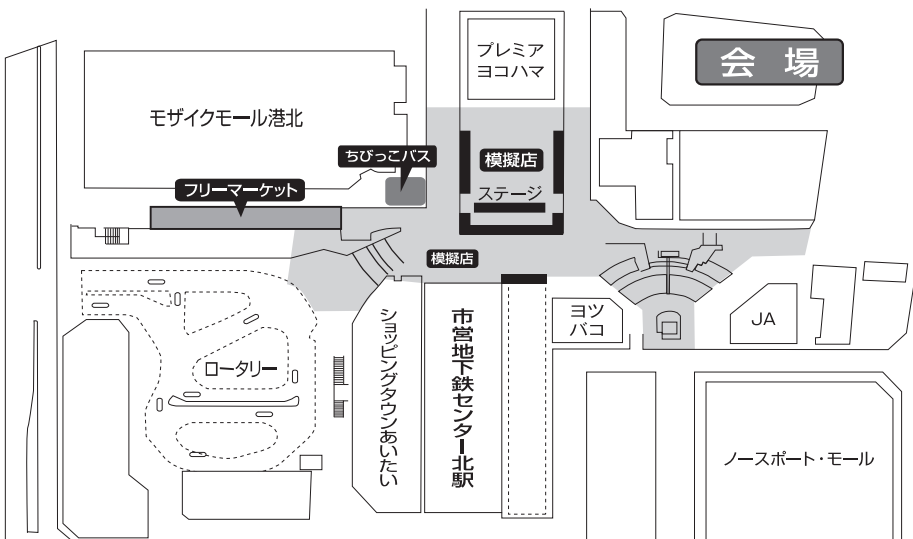 会場
プレミア
ヨコハマ
モザイクモール港北
ちびっこバス
模擬店
フリーマーケット
ステージ
模擬店
ヨツ
バコ
JA
ロータリー
ショッピングタウンあいたい
市営地下鉄センター北駅
ノースポート・モール